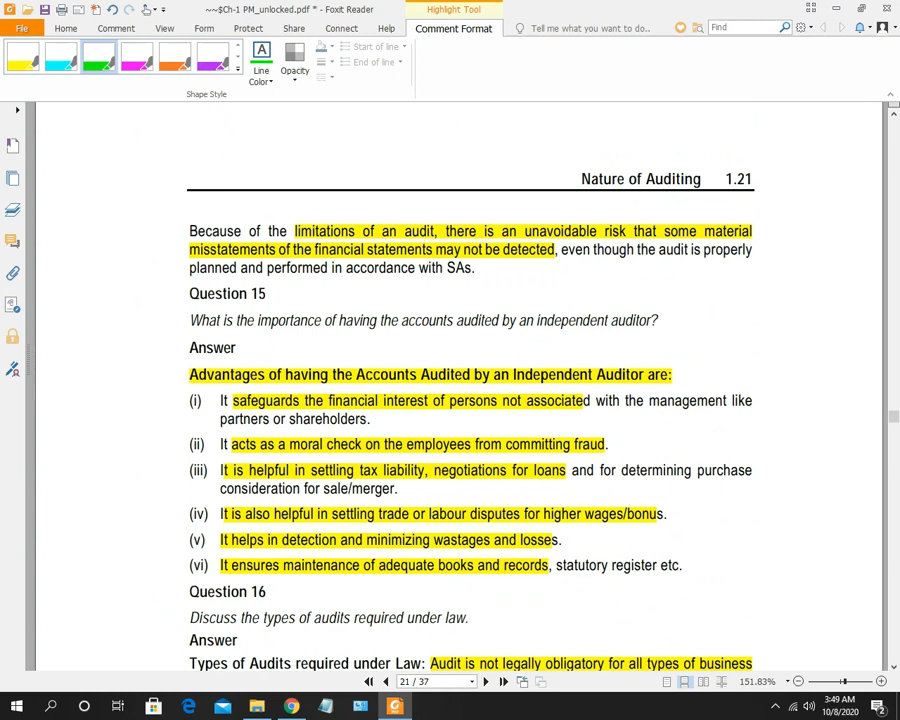 ~~$Ch-1 PM_unlocked.pdf * - Foxit Reader
Highlight Tool
File Home Comment View Form Protect Share Connect Help Comment Format Tell me what you want to do.. Find
Line Color Opacity Start of line
End of line
Shape Style
Nature of Auditing 1.21
Because of the limitations of an audit, there is an unavoidable risk that some material
misstatements of the financial statements may not be detected, even though the audit is properly
planned and performed in accordance with SAs.
Question 15
What is the importance of having the accounts audited by an independent auditor?
Answer
Advantages of having the Accounts Audited by an Independent Auditor are:
(i) It safeguards the financial interest of persons not associated with the management like
partners or shareholders.
(ii) It acts as a moral check on the employees from committing fraud.
(iii) It is helpful in settling tax liability, negotiations for loans and for determining purchase
consideration for sale/merger.
(iv) It is also helpful in settling trade or labour disputes for higher wages/bonus.
(v) It helps in detection and minimizing wastages and losses.
(vi) It ensures maintenance of adequate books and records, statutory register etc.
Question 16
Discuss the types of audits required under law.
Answer
Types of Audits required under Law: Audit is not legally obligatory for all types of business
21 / 37 151.83%
3:49 AM
10/8/2020
2